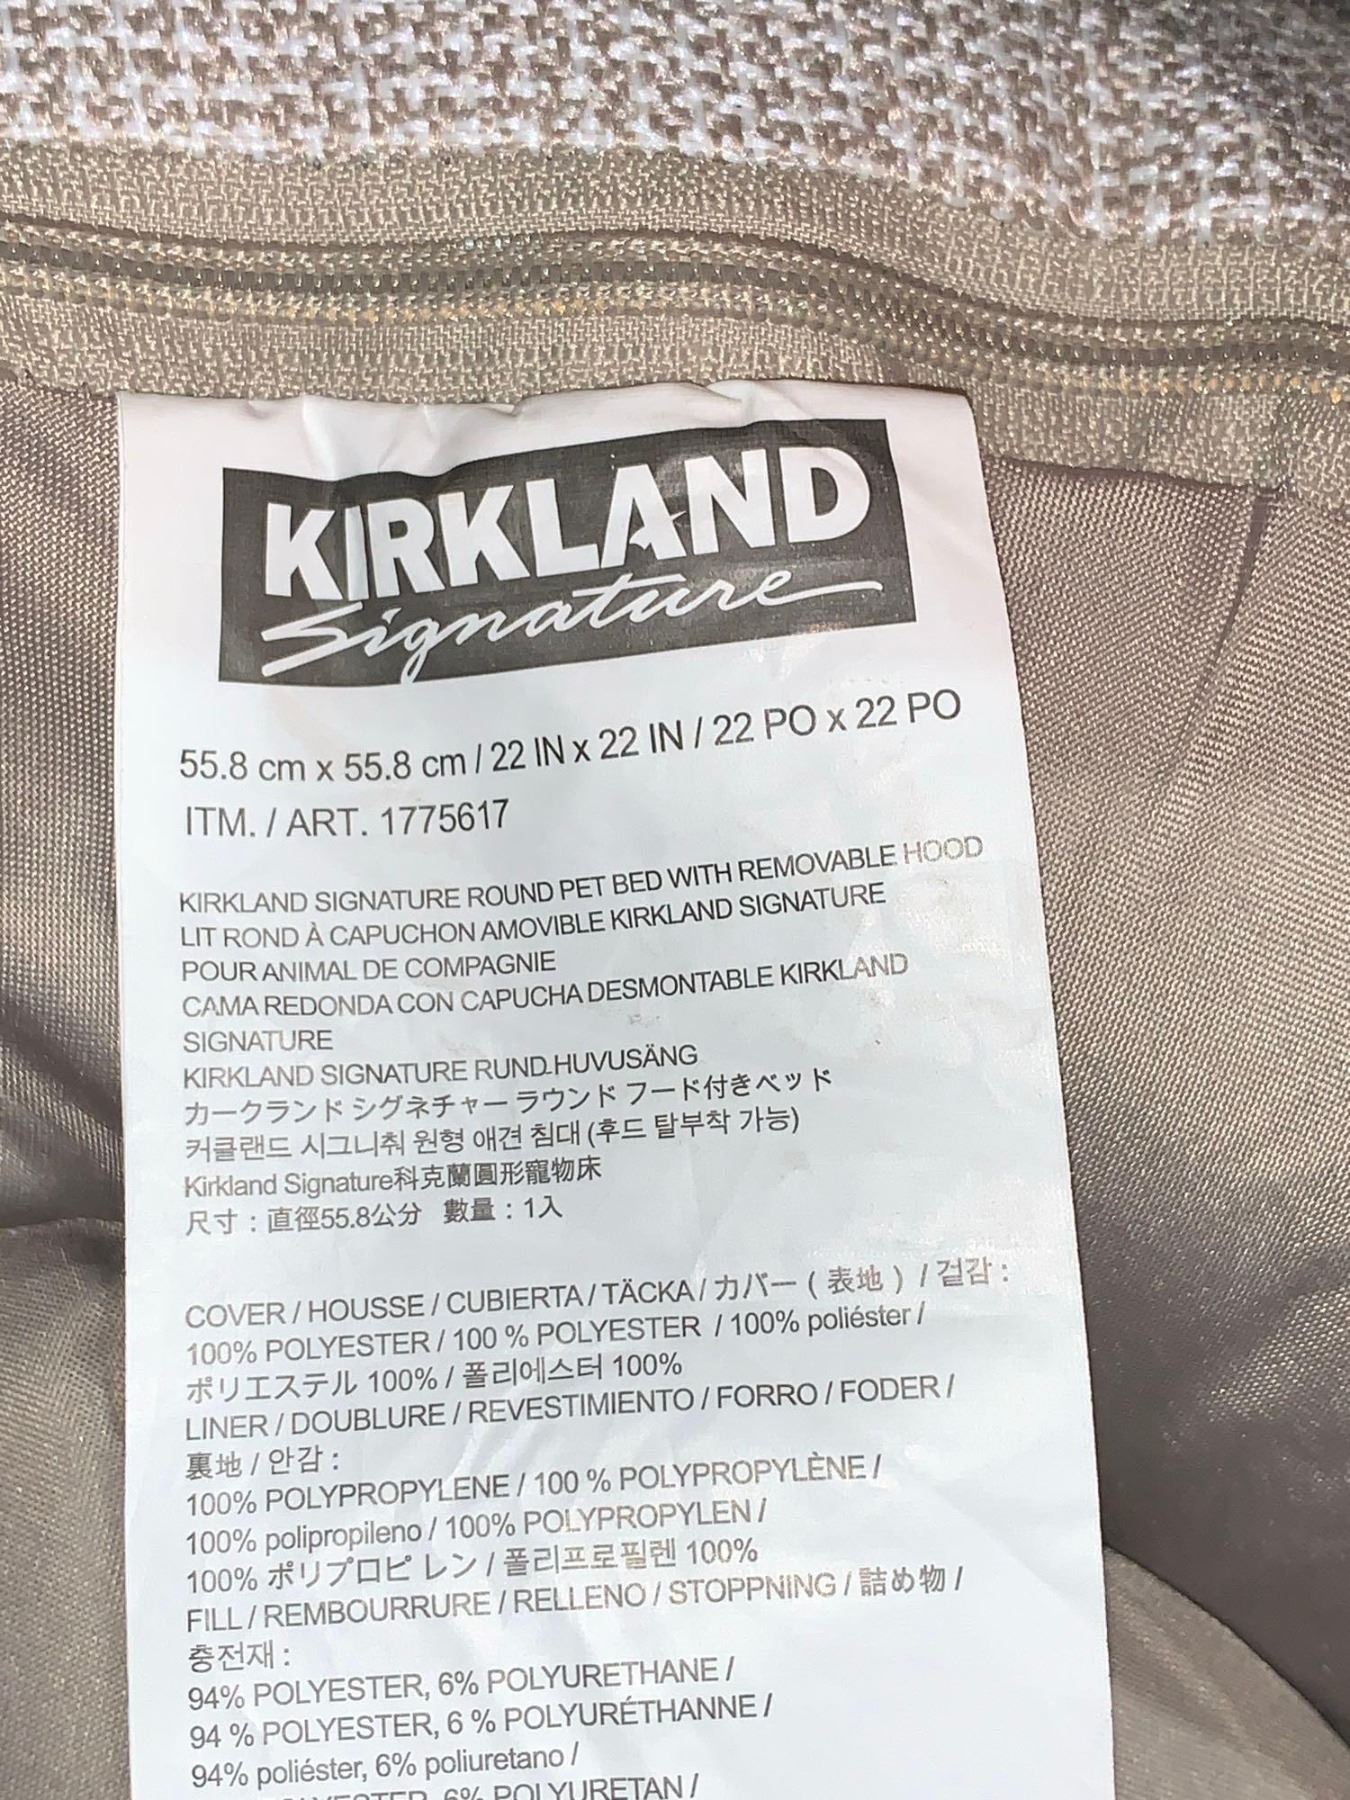 KIRKLAND
Signature
55.8 cm x 55.8 cm / 22 IN x 22 IN / 22 PO x 22 PO
ITM. / ART. 1775617
KIRKLAND SIGNATURE ROUND PET BED WITH REMOVABLE HOOD
LIT ROND À CAPUCHON AMOVIBLE KIRKLAND SIGNATURE
POUR ANIMAL DE COMPAGNIE
CAMA REDONDA CON CAPUCHA DESMONTABLE KIRKLAND
SIGNATURE
KIRKLAND SIGNATURE RUND HUVUSÄNG
カークランド シグネチャー ラウンド フード付きベッド
커클랜드 시그니춰 원형 애견 침대 (후드 탈부착 가능)
Kirkland Signature科克蘭圓形寵物床
尺寸：直徑55.8公分 數量：1入
COVER / HOUSSE / CUBIERTA / TÄCKA / カバー ( 表地 ) / 겉감 :
100% POLYESTER / 100 % POLYESTER / 100% poliéster /
ポリエステル 100% / 폴리에스터 100%
LINER / DOUBLURE / REVESTIMIENTO / FORRO / FODER /
裏地 / 안감 :
100% POLYPROPYLENE / 100 % POLYPROPYLÈNE /
100% polipropileno / 100% POLYPROPYLEN /
100% ポリプロピ レン / 폴리프로필렌 100%
FILL / REMBOURRURE / RELLENO / STOPPNING / 詰め物 /
충전재 :
94% POLYESTER, 6% POLYURETHANE /
94 % POLYESTER, 6 % POLYURÉTHANNE /
94% poliéster, 6% poliuretano /
POLYESTER, 6% POLYURETAN /